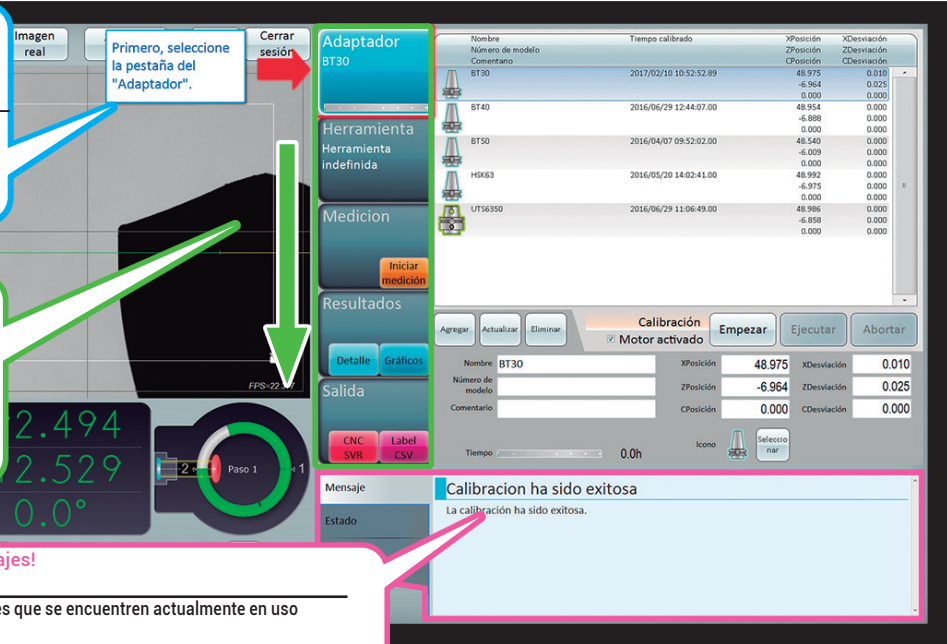 Imagen
real
Cerrar
sesión
Primero, seleccione
la pestaña del
"Adaptador".
Adaptador
BT30
Herramienta
Herramienta
indefinida
Medicion
Iniciar
medición
Resultados
Detalle Gráficos
Salida
CNC
SVR
Label
CSV
Nombre Tiempo calibrado XPosición XDesviación
Número de modelo ZPosición ZDesviación
Comentario CPosición CDesviación
BT30 2017/02/10 10:52:52.89 48.975 0.010
-6.964 0.025
0.000 0.000
BT40 2016/06/29 12:44:07.00 48.954 0.000
-6.888 0.000
0.000 0.000
BT50 2016/04/07 09:52:02.00 48.540 0.000
-6.009 0.000
0.000 0.000
HSK63 2016/05/20 14:02:41.00 48.992 0.000
-6.975 0.000
0.000 0.000
UTS6350 2016/06/29 11:06:49.00 48.986 0.000
-6.858 0.000
0.000 0.000
Agregar Actualizar Eliminar
Calibración
Motor activado
Empezar Ejecutar Abortar
Nombre BT30 XPosición 48.975 XDesviación 0.010
Número de
modelo
ZPosición -6.964 ZDesviación 0.025
Comentario CPosición 0.000 CDesviación 0.000
Tiempo 0.0h Icono
Seleccio
nar
FPS=22.
2.494
2.529
0.0°
2 Paso 1 1
Mensaje
Estado
Calibracion ha sido exitosa
La calibración ha sido exitosa.
ajes!
es que se encuentren actualmente en uso